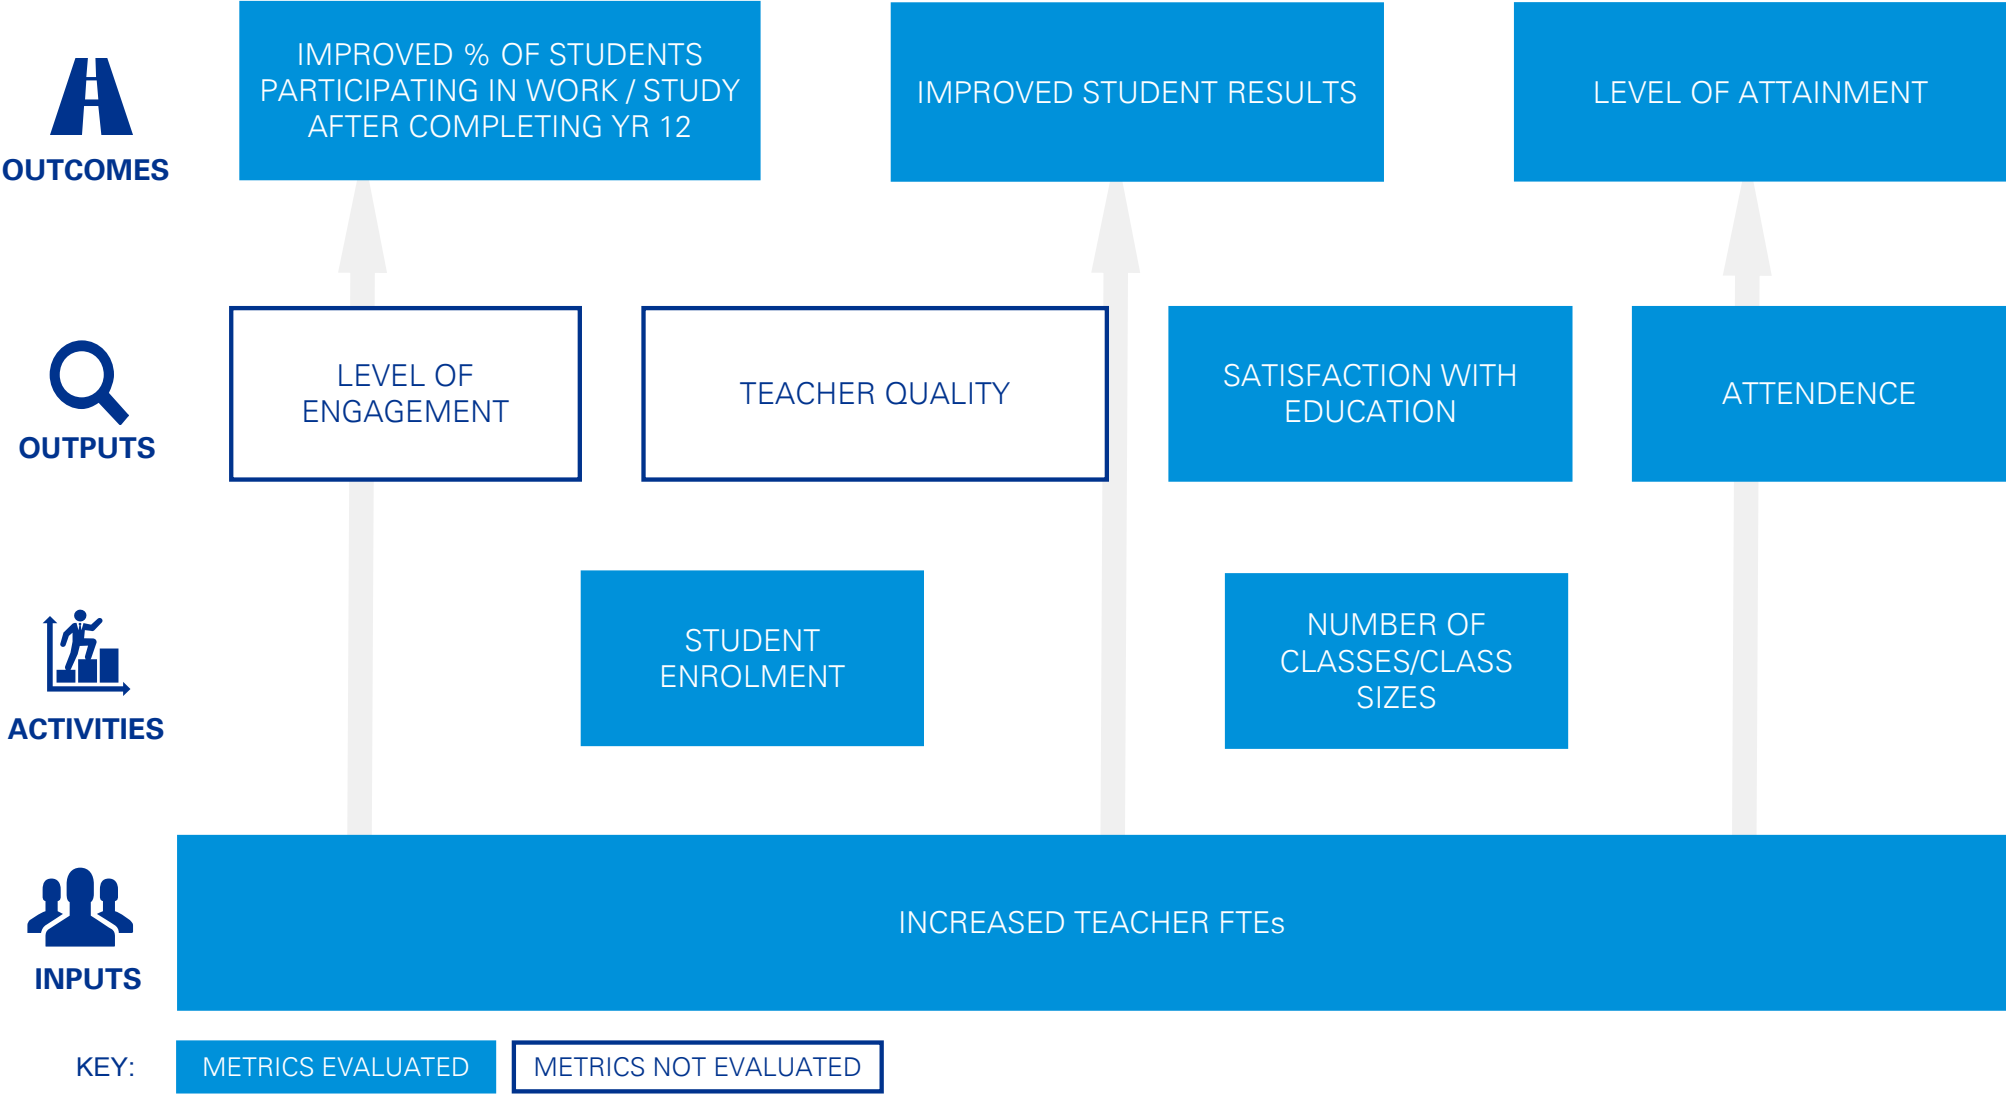 IMPROVED % OF STUDENTS
PARTICIPATING IN WORK / STUDY
AFTER COMPLETING YR 12
IMPROVED STUDENT RESULTS
LEVEL OF ATTAINMENT
OUTCOMES
LEVEL OF
ENGAGEMENT
TEACHER QUALITY
SATISFACTION WITH
EDUCATION
ATTENDENCE
OUTPUTS
STUDENT
ENROLMENT
NUMBER OF
CLASSES/CLASS
SIZES
ACTIVITIES
INCREASED TEACHER FTEs
INPUTS
KEY:
METRICS EVALUATED
METRICS NOT EVALUATED